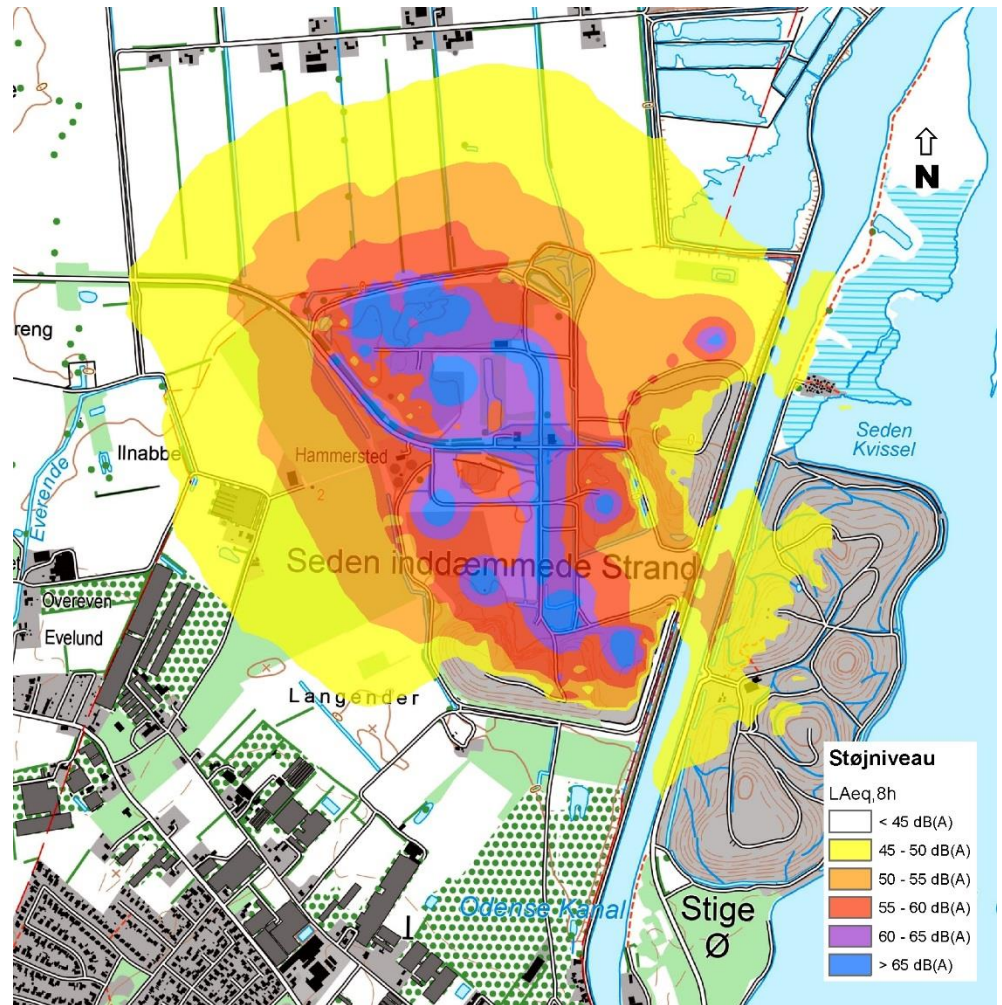 N
reng
Ilnabbe
Everende
Hammersted
2
Seden
Kvissel
Seden inddæmmede Strand
Overeven
Evelund
Langender
Odense Kanal
Stige
Ø
Støjniveau
LAeq,8h
< 45 dB(A)
45 - 50 dB(A)
50 - 55 dB(A)
55 - 60 dB(A)
60 - 65 dB(A)
> 65 dB(A)